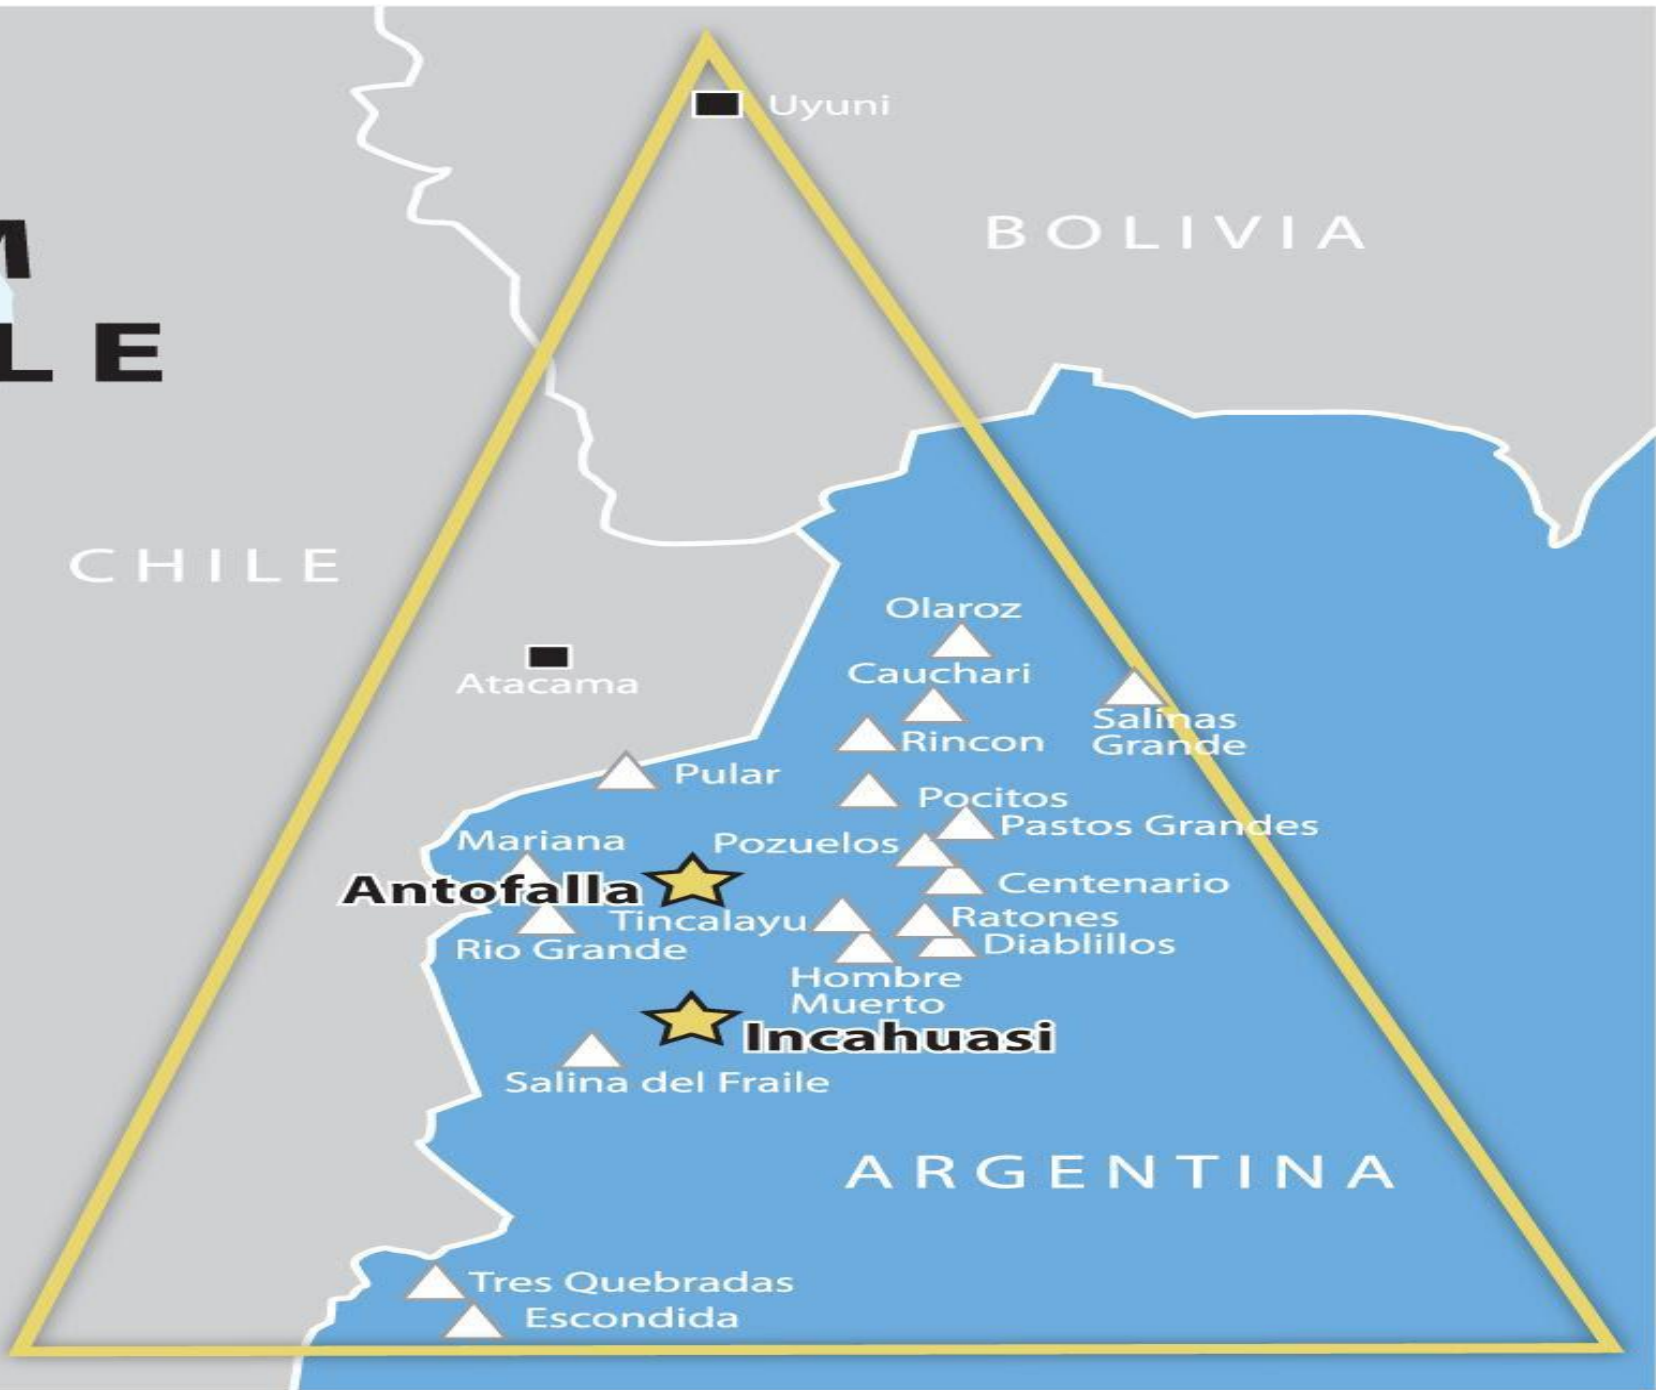 Uyuni
BOLIVIA
M
LE
CHILE
Olaroz
Atacama
Cauchari
Salinas
Grande
Rincon
Pular
Pocitos
Pastos Grandes
Mariana
Pozuelos
Antofalla
Centenario
Tincalayu
Ratones
Rio Grande
Diablillos
Hombre
Muerto
Incahuasi
Salina del Fraile
ARGENTINA
Tres Quebradas
Escondida